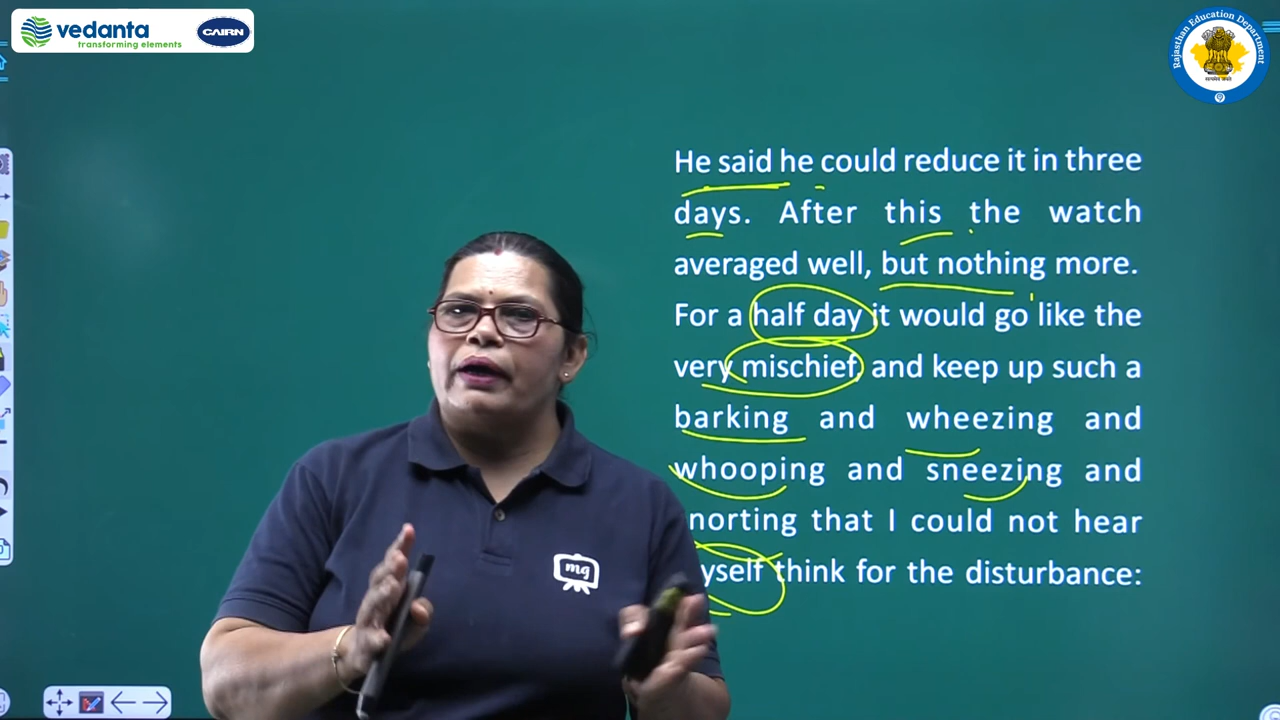 vedanta
transforming elements
CAIRN
Rajasthan Education Department
He said he could reduce it in three
days. After this the watch
averaged well, but nothing more.
For a half day it would go like the
very mischief, and keep up such a
barking and wheezing and
whooping and sneezing and
norting that I could not hear
yself think for the disturbance:
mg